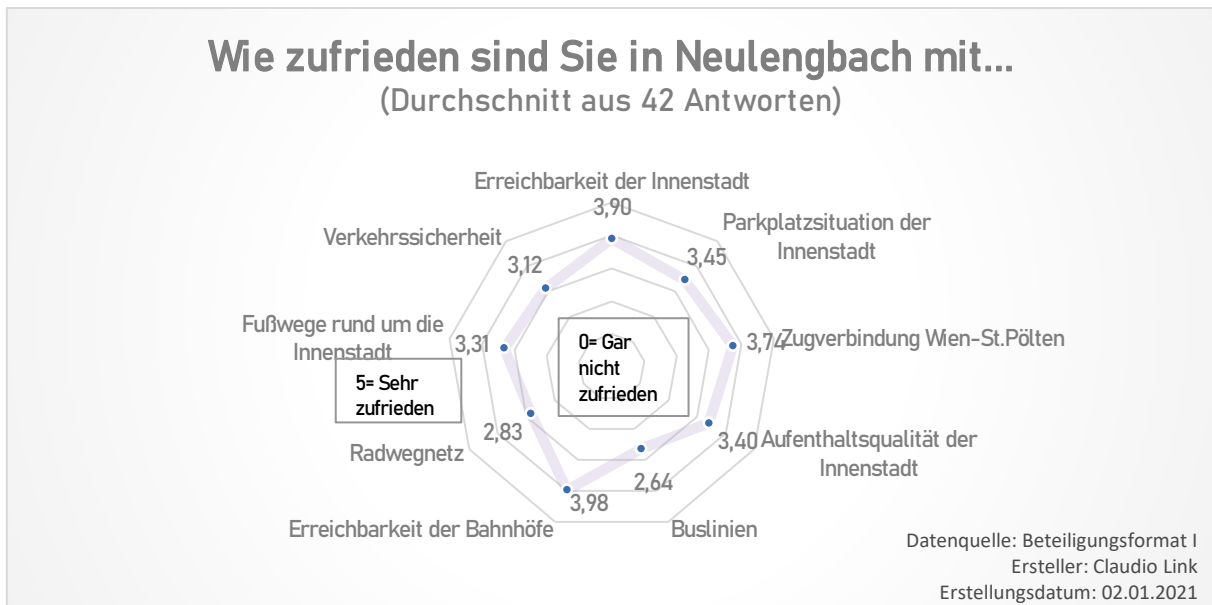 Wie zufrieden sind Sie in Neulengbach mit...
(Durchschnitt aus 42 Antworten)
Erreichbarkeit der Innenstadt
3,90
Parkplatzsituation der
Innenstadt
3,45
Zugverbindung Wien-St.Pölten
3,74
Aufenthaltsqualität der
Innenstadt
3,40
Buslinien
2,64
Erreichbarkeit der Bahnhöfe
3,98
Radwegnetz
2,83
Fußwege rund um die
Innenstadt
3,31
Verkehrssicherheit
3,12
0= Gar
nicht
zufrieden
5= Sehr
zufrieden
Datenquelle: Beteiligungsformat I
Ersteller: Claudio Link
Erstellungsdatum: 02.01.2021